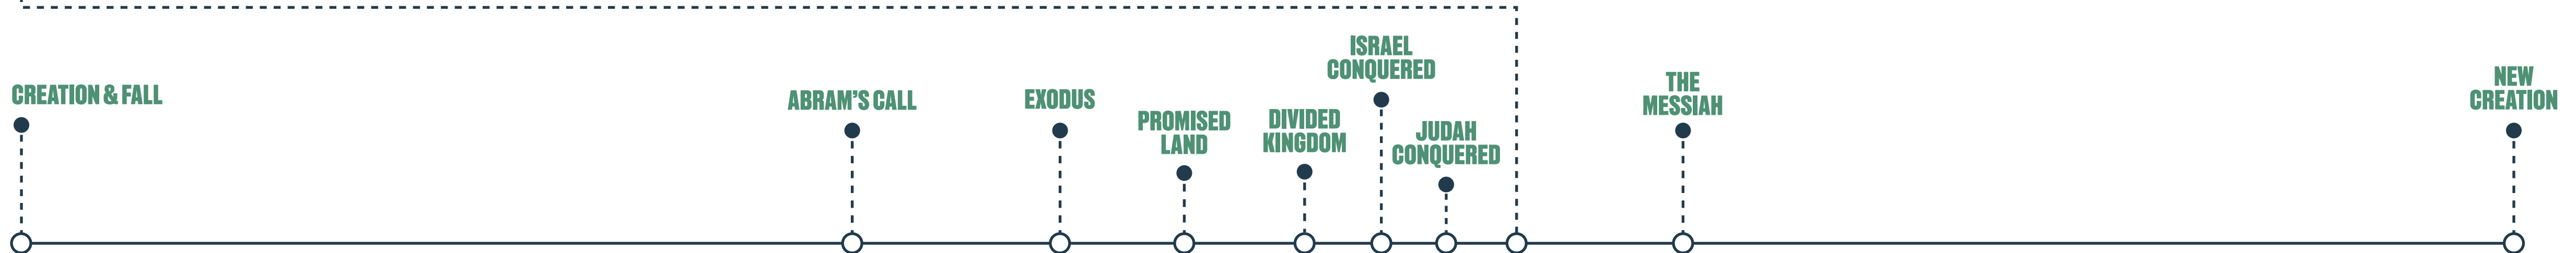 CREATION & FALL
ABRAM'S CALL
EXODUS
PROMISED
LAND
DIVIDED
KINGDOM
ISRAEL
CONQUERED
JUDAH
CONQUERED
THE
MESSIAH
NEW
CREATION